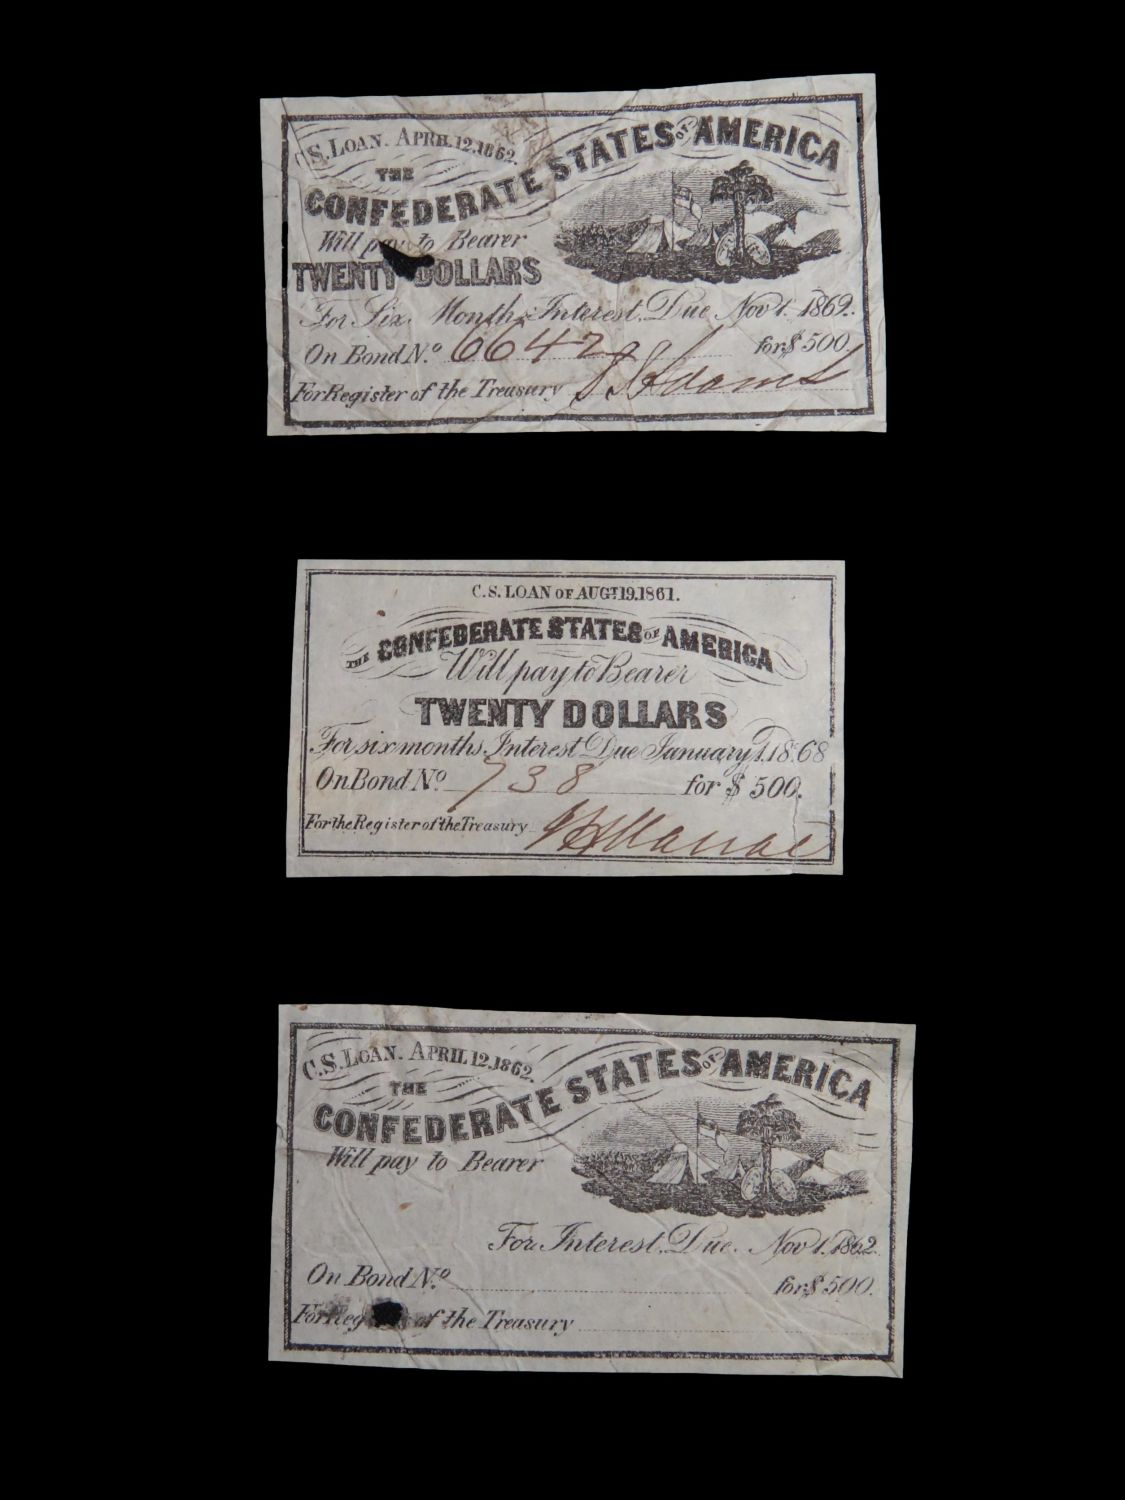 C.S. LOAN. APRIL 12.1862.
THE
CONFEDERATE STATES OF AMERICA
Will pay to Bearer
TWENTY DOLLARS
For Six Months Interest Due Nov 1. 1869.
On Bond N.º 6642 for $ 500
For Register of the Treasury
C.S. LOAN OF AUGT. 19.1861.
THE CONFEDERATE STATES OF AMERICA
Will pay to Bearer
TWENTY DOLLARS
For six months Interest Due January 1. 1868
On Bond Nº 738 for $ 500.
For the Register of the Treasury
C.S. LOAN. APRIL 12.1862.
THE
CONFEDERATE STATES OF AMERICA
Will pay to Bearer
For Interest Due. Nov 1. 1862.
On Bond N.º for $ 500.
For of the Treasury